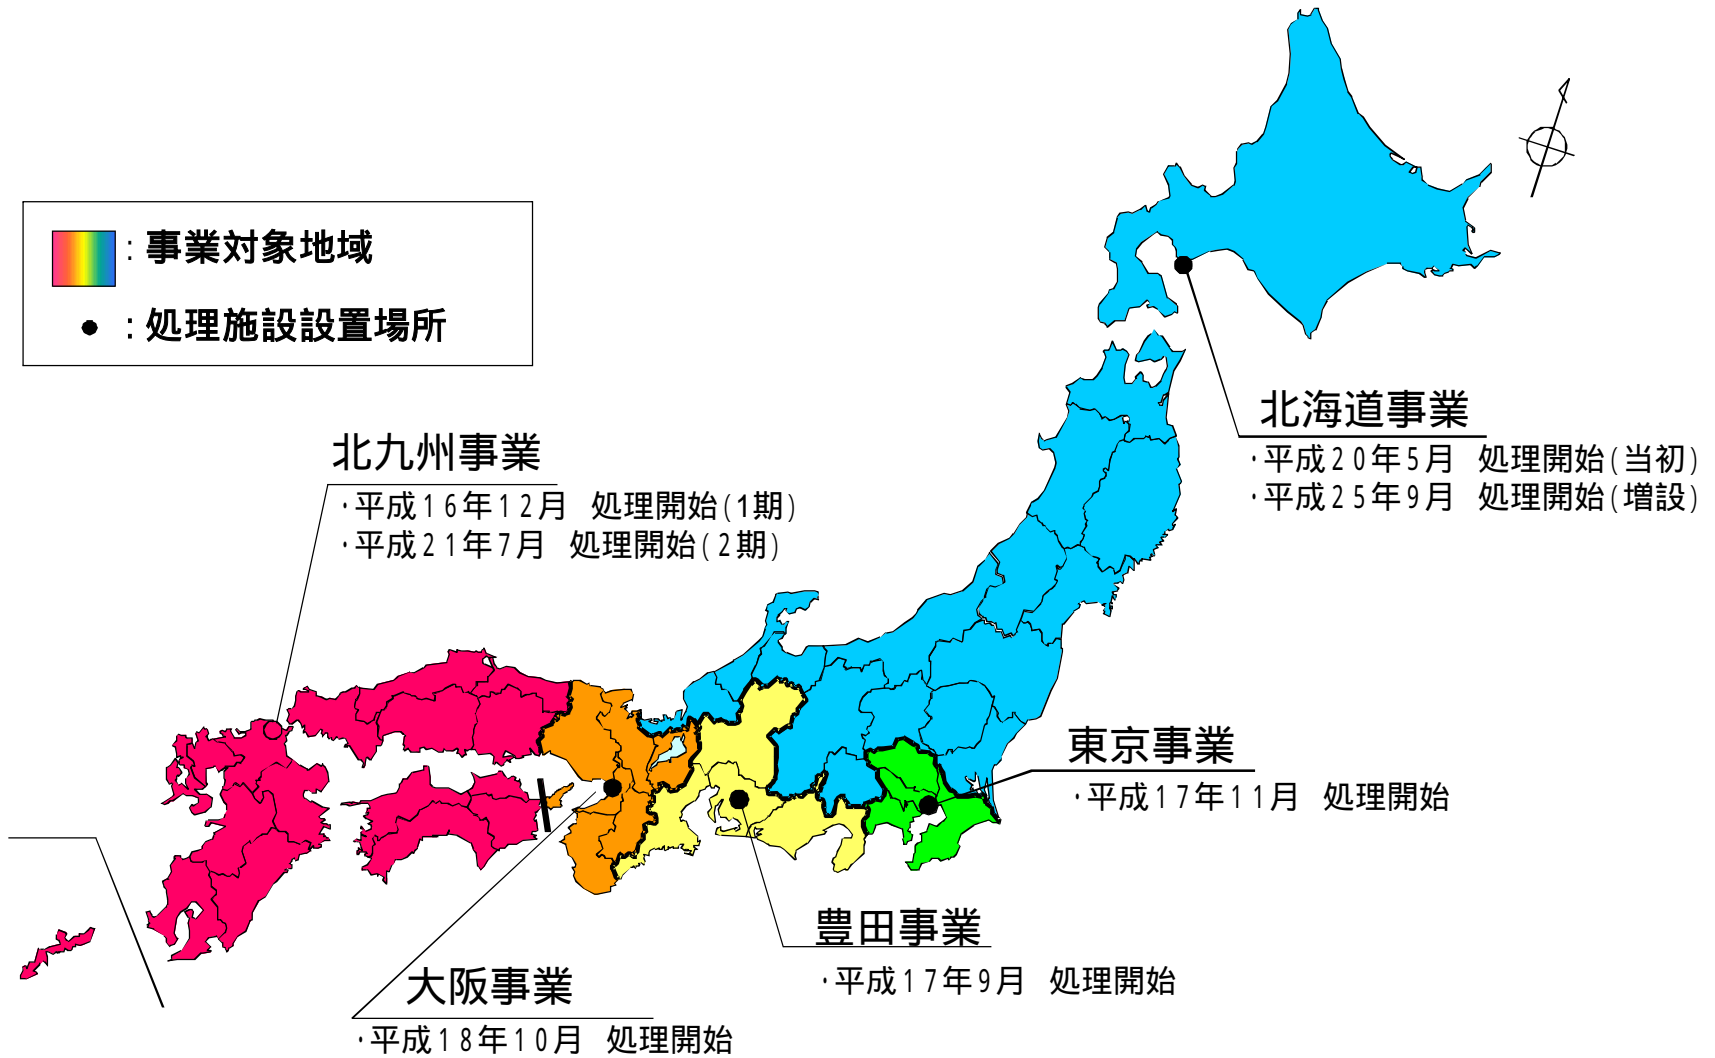 ：事業対象地域
：処理施設設置場所
北海道事業
・平成20年5月 処理開始(当初)
・平成25年9月 処理開始(増設)
北九州事業
・平成16年12月 処理開始(1期)
・平成21年7月 処理開始(2期)
東京事業
・平成17年11月 処理開始
豊田事業
・平成17年9月 処理開始
大阪事業
・平成18年10月 処理開始